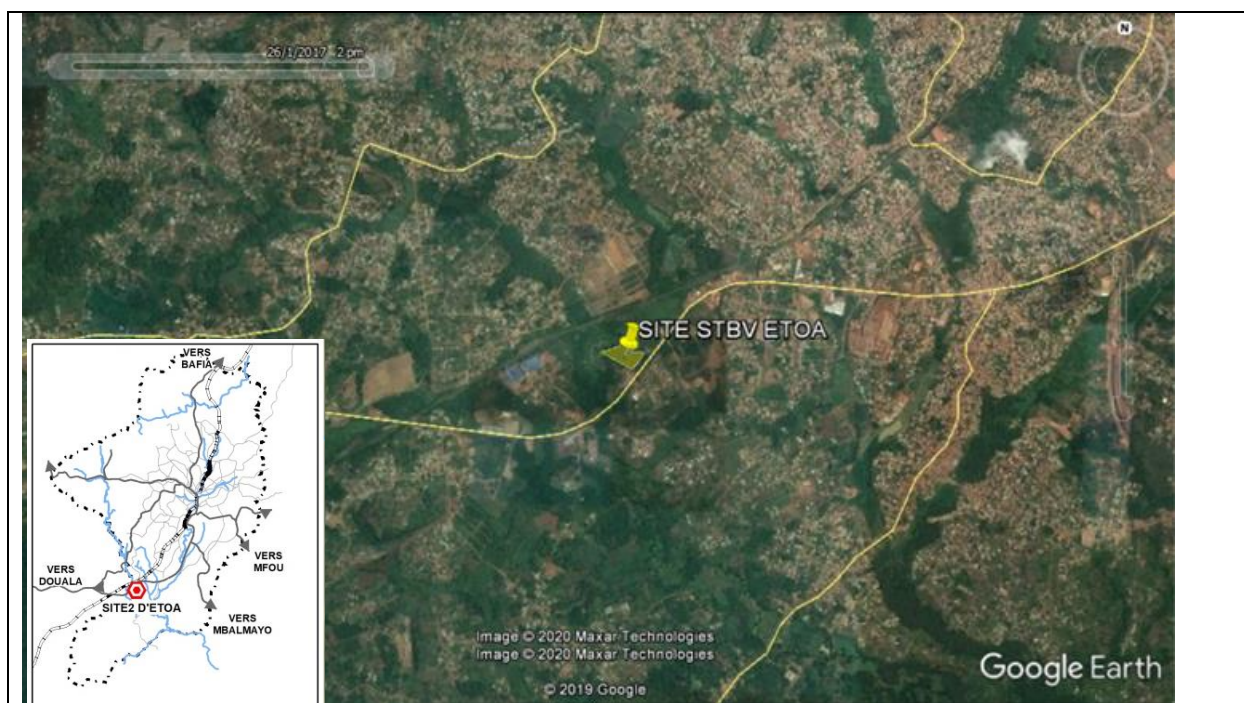 26/1/2017 2 pm
N
SITE STBV ETOA
VERS
BAFIA
VERS
DOUALA
VERS
MFOU
SITE2 D'ETOA
VERS
MBALMAYO
Image © 2020 Maxar Technologies
Image © 2020 Maxar Technologies
© 2019 Google
Google Earth